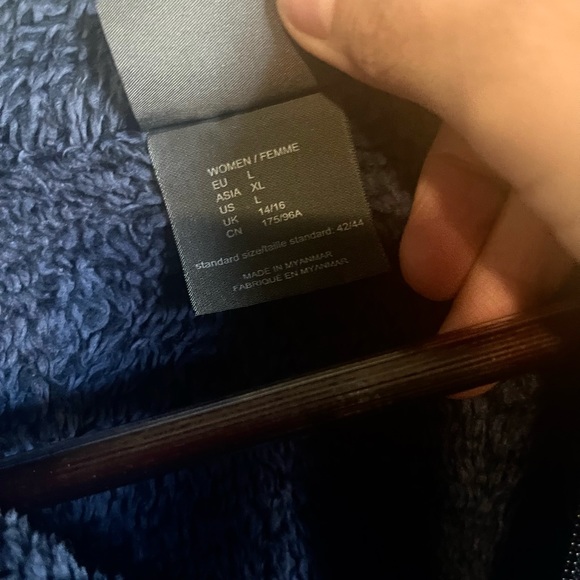 WOMEN / FEMME
EU L
ASIA XL
US L
UK 14/16
CN 175/96A
standard size/taille standard: 42/44
MADE IN MYANMAR
FABRIQUE EN MYANMAR